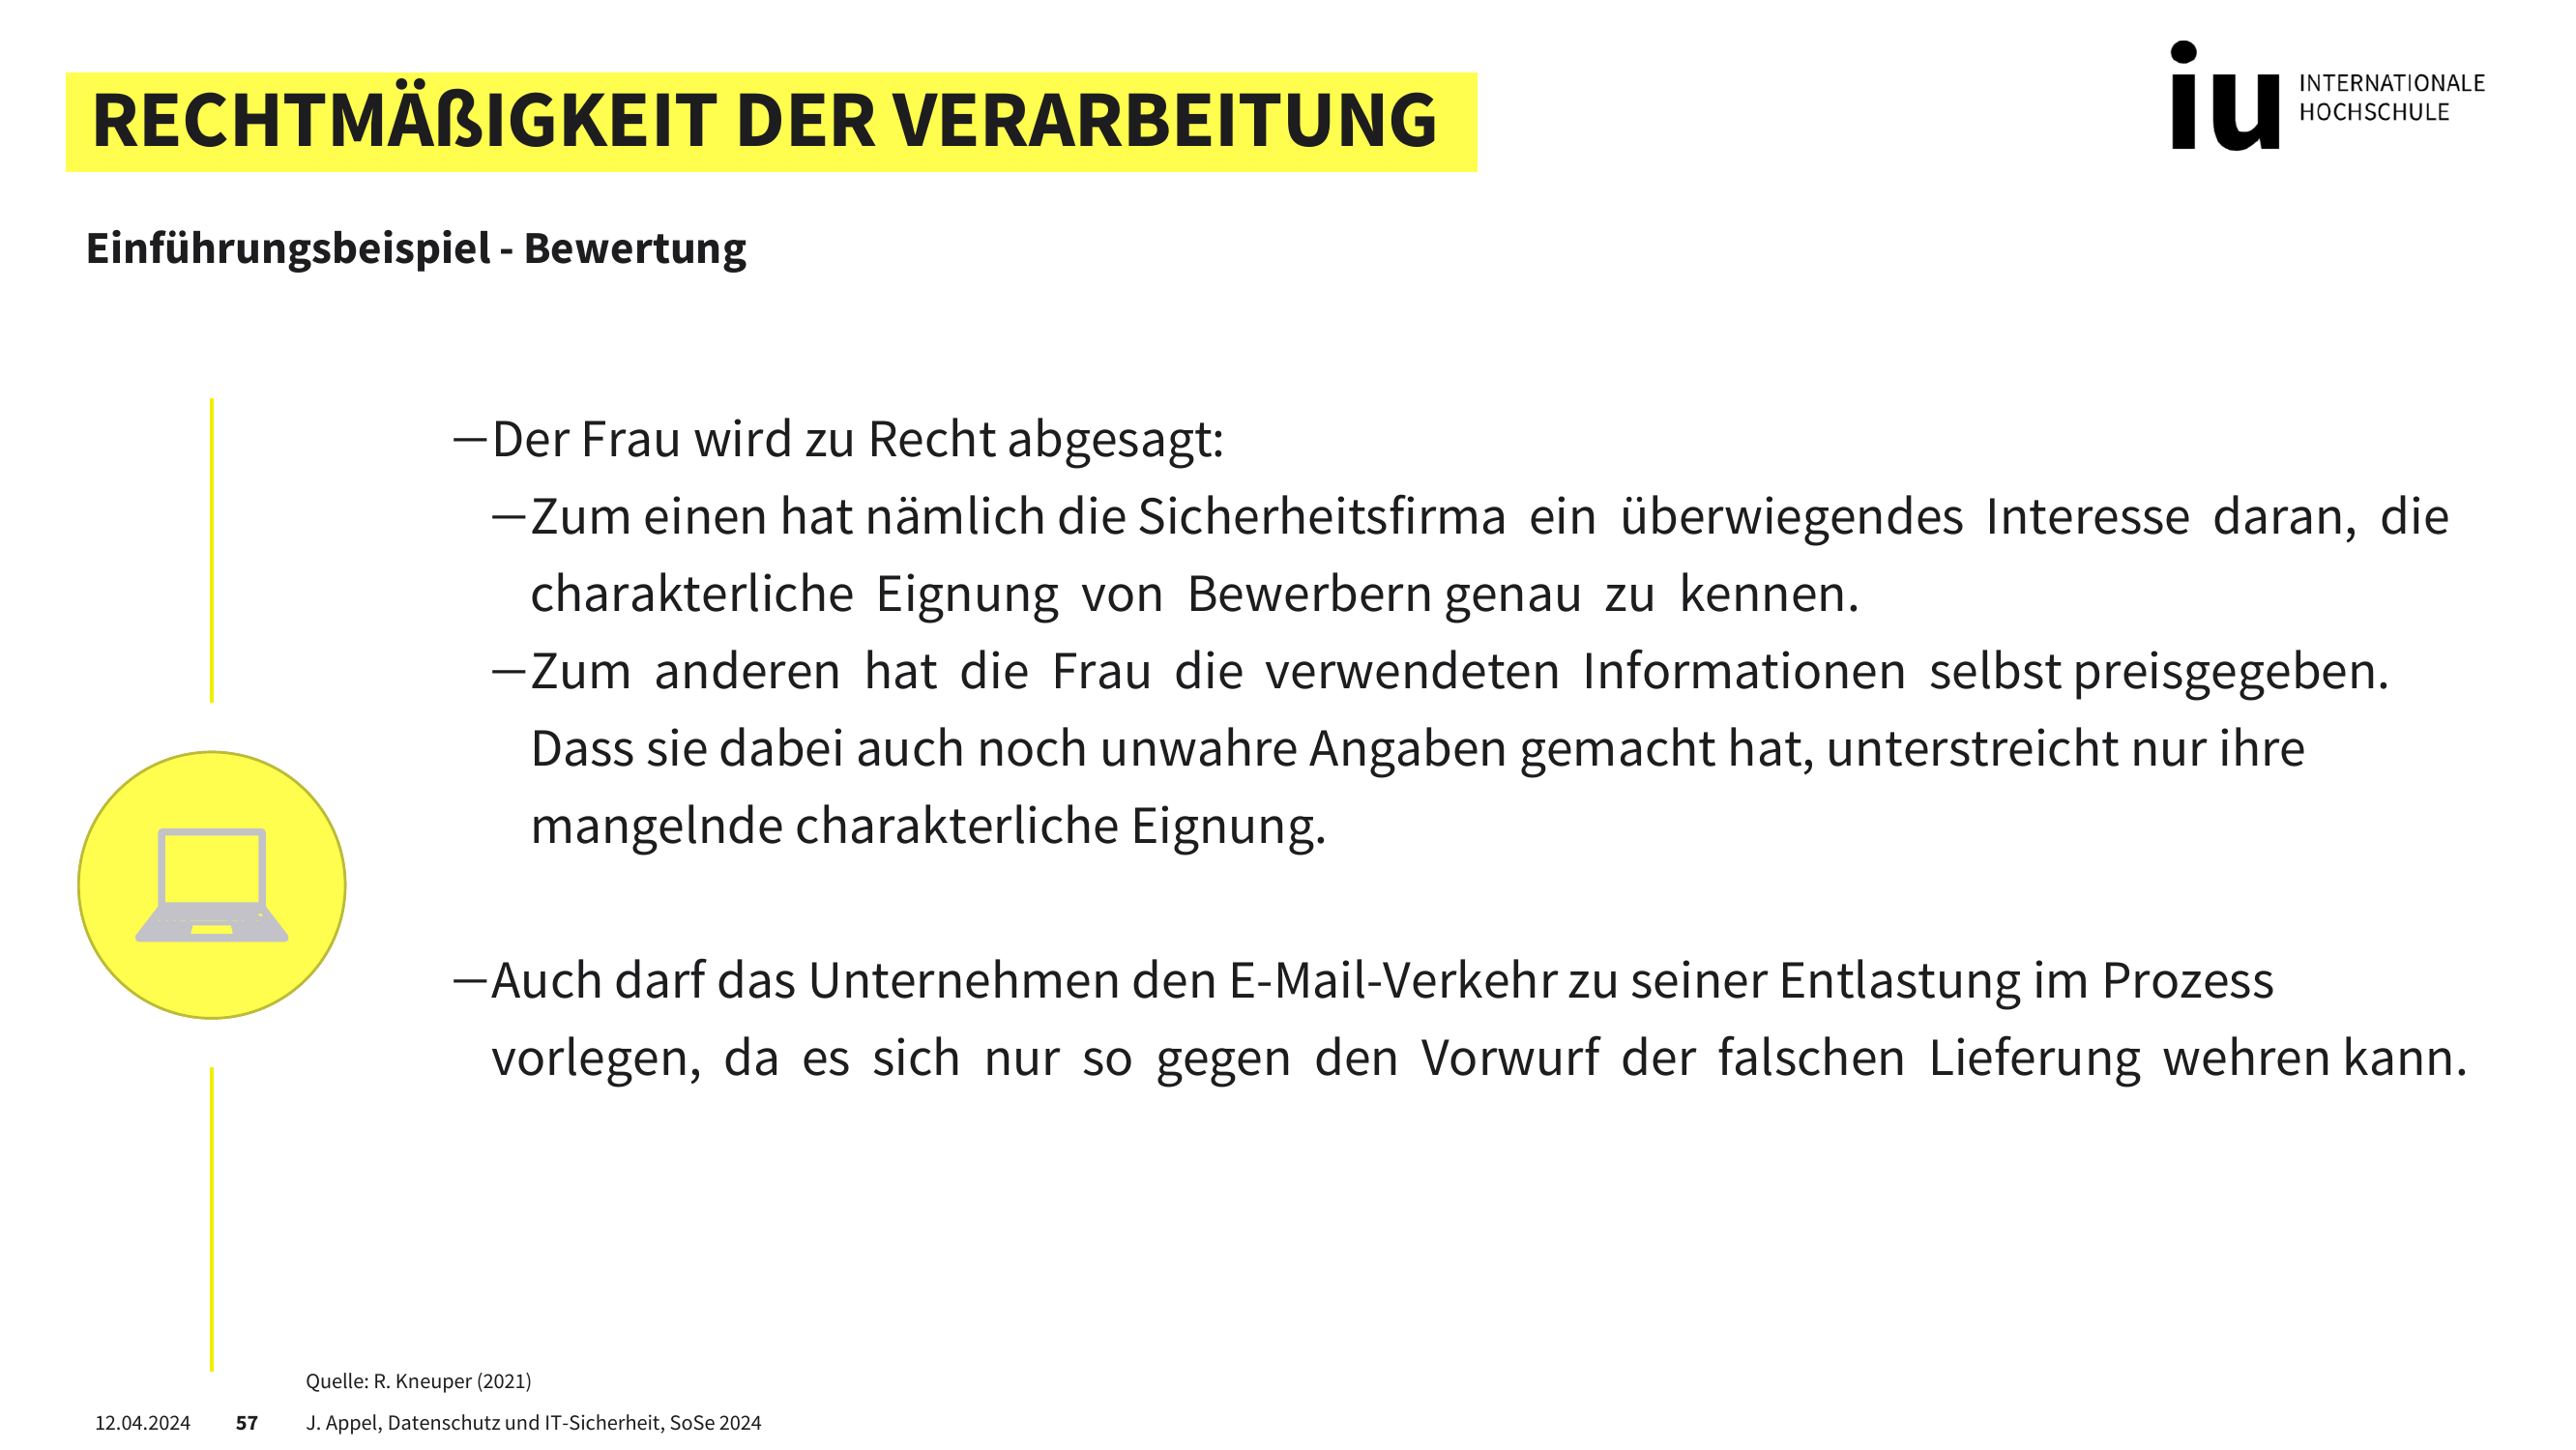 RECHTMÄßIGKEIT DER VERARBEITUNG
iu INTERNATIONALE
HOCHSCHULE
Einführungsbeispiel - Bewertung
—Der Frau wird zu Recht abgesagt:
—Zum einen hat nämlich die Sicherheitsfirma ein überwiegendes Interesse daran, die
charakterliche Eignung von Bewerbern genau zu kennen.
—Zum anderen hat die Frau die verwendeten Informationen selbst preisgegeben.
Dass sie dabei auch noch unwahre Angaben gemacht hat, unterstreicht nur ihre
mangelnde charakterliche Eignung.
—Auch darf das Unternehmen den E-Mail-Verkehr zu seiner Entlastung im Prozess
vorlegen, da es sich nur so gegen den Vorwurf der falschen Lieferung wehren kann.
Quelle: R. Kneuper (2021)
12.04.2024 57 J. Appel, Datenschutz und IT-Sicherheit, SoSe 2024